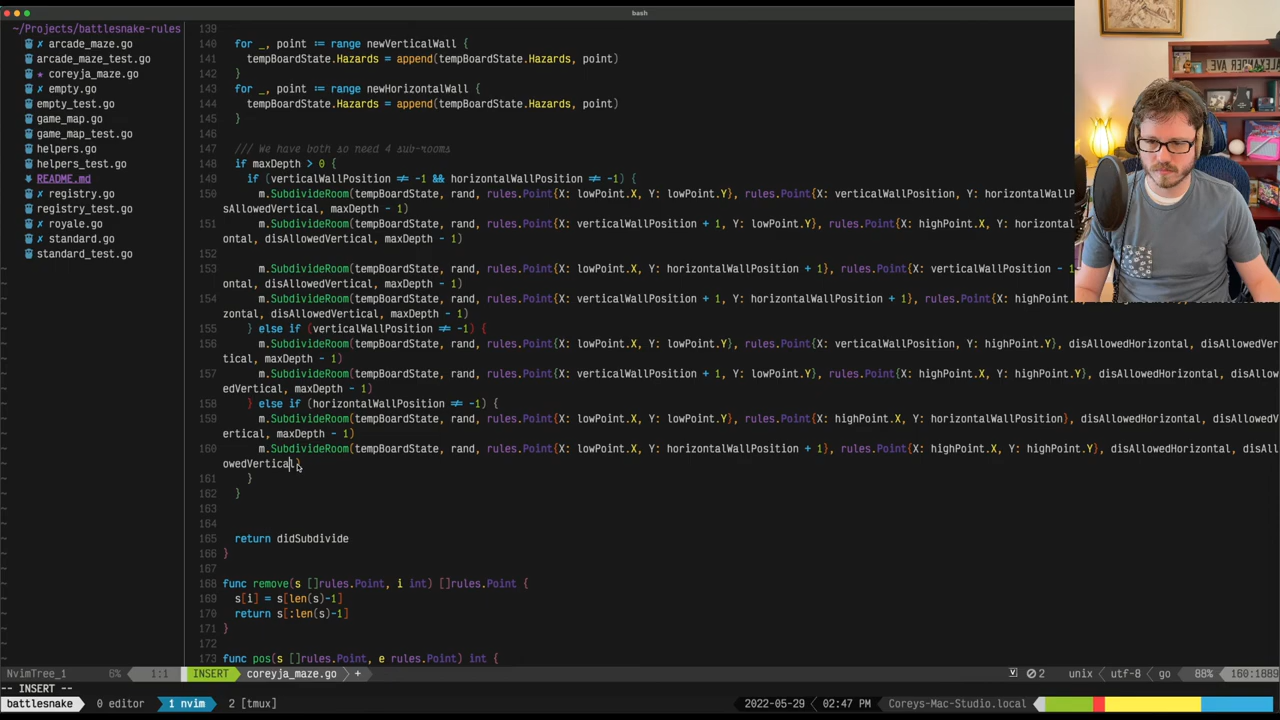 bash
~/Projects/battlesnake-rules
✗ arcade_maze.go
arcade_maze_test.go
★ coreyja_maze.go
✗ empty.go
empty_test.go
game_map.go
game_map_test.go
helpers.go
helpers_test.go
README.md
✗ registry.go
registry_test.go
✗ royale.go
✗ standard.go
standard_test.go
139
140 for _, point := range newVerticalWall {
141 tempBoardState.Hazards = append(tempBoardState.Hazards, point)
142 }
143 for _, point := range newHorizontalWall {
144 tempBoardState.Hazards = append(tempBoardState.Hazards, point)
145 }
146
147 /// We have both so need 4 sub-rooms
148 if maxDepth > 0 {
149 if (verticalWallPosition ≠ -1 && horizontalWallPosition ≠ -1) {
150 m.SubdivideRoom(tempBoardState, rand, rules.Point{X: lowPoint.X, Y: lowPoint.Y}, rules.Point{X: verticalWallPosition, Y: horizontalW
sAllowedVertical, maxDepth - 1)
151 m.SubdivideRoom(tempBoardState, rand, rules.Point{X: verticalWallPosition + 1, Y: lowPoint.Y}, rules.Point{X: highPoint.X, Y: horizo
ontal, disAllowedVertical, maxDepth - 1)
152
153 m.SubdivideRoom(tempBoardState, rand, rules.Point{X: lowPoint.X, Y: horizontalWallPosition + 1}, rules.Point{X: verticalWallPosition - 1
ontal, disAllowedVertical, maxDepth - 1)
154 m.SubdivideRoom(tempBoardState, rand, rules.Point{X: verticalWallPosition + 1, Y: horizontalWallPosition + 1}, rules.Point{X: highPo
zontal, disAllowedVertical, maxDepth - 1)
155 } else if (verticalWallPosition ≠ -1) {
156 m.SubdivideRoom(tempBoardState, rand, rules.Point{X: lowPoint.X, Y: lowPoint.Y}, rules.Point{X: verticalWallPosition, Y: highPoint.Y}, disAllowedHorizontal, disAllowedVer
tical, maxDepth - 1)
157 m.SubdivideRoom(tempBoardState, rand, rules.Point{X: verticalWallPosition + 1, Y: lowPoint.Y}, rules.Point{X: highPoint.X, Y: highPoint.Y}, disAllowedHorizontal, disAllow
edVertical, maxDepth - 1)
158 } else if (horizontalWallPosition ≠ -1) {
159 m.SubdivideRoom(tempBoardState, rand, rules.Point{X: lowPoint.X, Y: lowPoint.Y}, rules.Point{X: highPoint.X, Y: horizontalWallPosition}, disAllowedHorizontal, disAllowedV
ertical, maxDepth - 1)
160 m.SubdivideRoom(tempBoardState, rand, rules.Point{X: lowPoint.X, Y: horizontalWallPosition + 1}, rules.Point{X: highPoint.X, Y: highPoint.Y}, disAllowedHorizontal, disAll
owedVertical)
161 }
162 }
163
164
165 return didSubdivide
166 }
167
168 func remove(s []rules.Point, i int) []rules.Point {
169 s[i] = s[len(s)-1]
170 return s[:len(s)-1]
171 }
172
173 func pos(s []rules.Point, e rules.Point) int {
NvimTree_1 6% 1:1 INSERT coreyja_maze.go + 2 unix utf-8 go 88% 160:1889
-- INSERT --
battlesnake 0 editor 1 nvim 2 [tmux] 2022-05-29 02:47 PM Coreys-Mac-Studio.local
ALEXANDER AVE